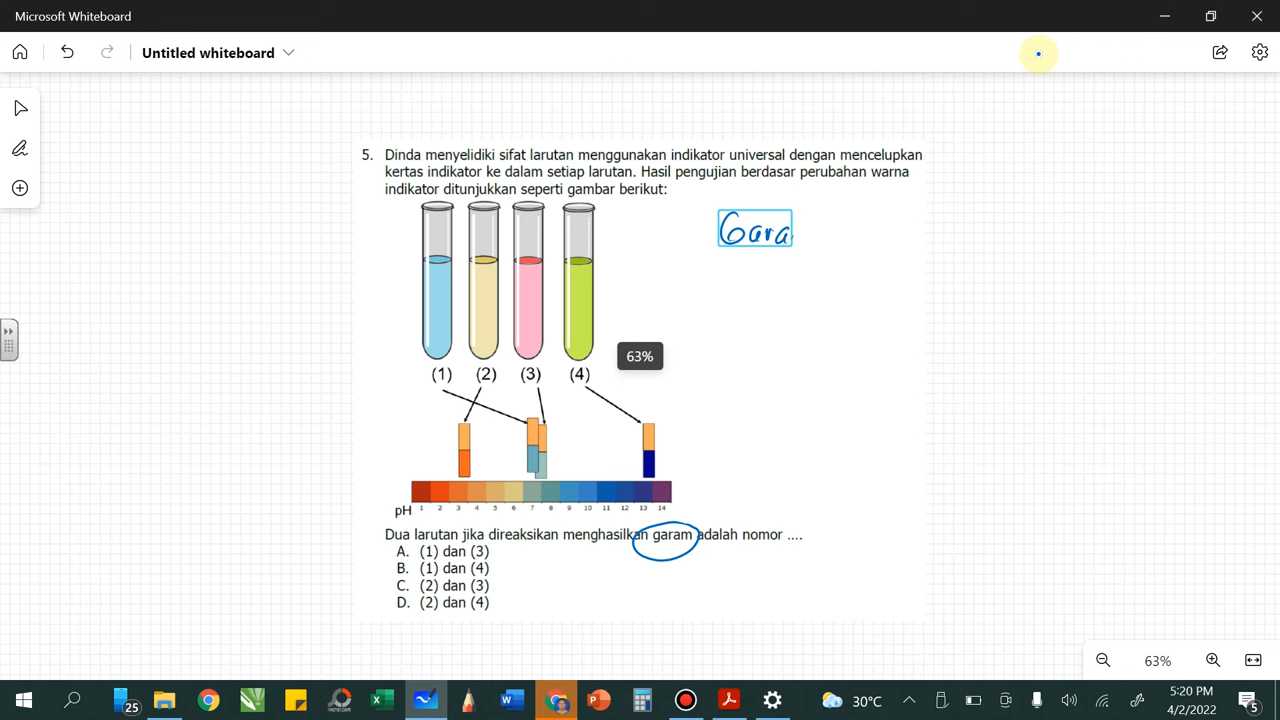 Microsoft Whiteboard
Untitled whiteboard
5. Dinda menyelidiki sifat larutan menggunakan indikator universal dengan mencelupkan
kertas indikator ke dalam setiap larutan. Hasil pengujian berdasar perubahan warna
indikator ditunjukkan seperti gambar berikut:
Gara
63%
(1) (2) (3) (4)
pH 1 2 3 4 5 6 7 8 9 10 11 12 13 14
Dua larutan jika direaksikan menghasilkan garam adalah nomor ....
A. (1) dan (3)
B. (1) dan (4)
C. (2) dan (3)
D. (2) dan (4)
63%
25
30°C
5:20 PM
4/2/2022
5